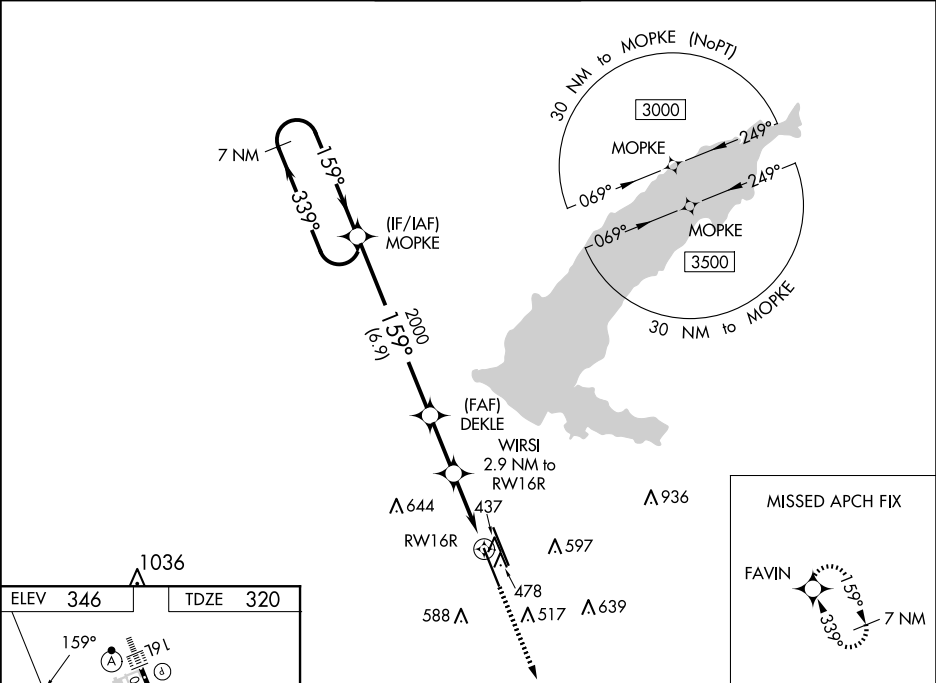 30 NM to MOPKE (NoPT)
3000
MOPKE
249°
069°
249°
069°
MOPKE
3500
30 NM to MOPKE
7 NM
159°
339°
(IF/IAF)
MOPKE
2000
159°
(6.9)
(FAF)
DEKLE
WIRSI
2.9 NM to
RW16R
644
437
936
RW16R
597
478
588
517
639
1036
MISSED APCH FIX
FAVIN
159°
339°
7 NM
ELEV 346
TDZE 320
159°
A
16L
P